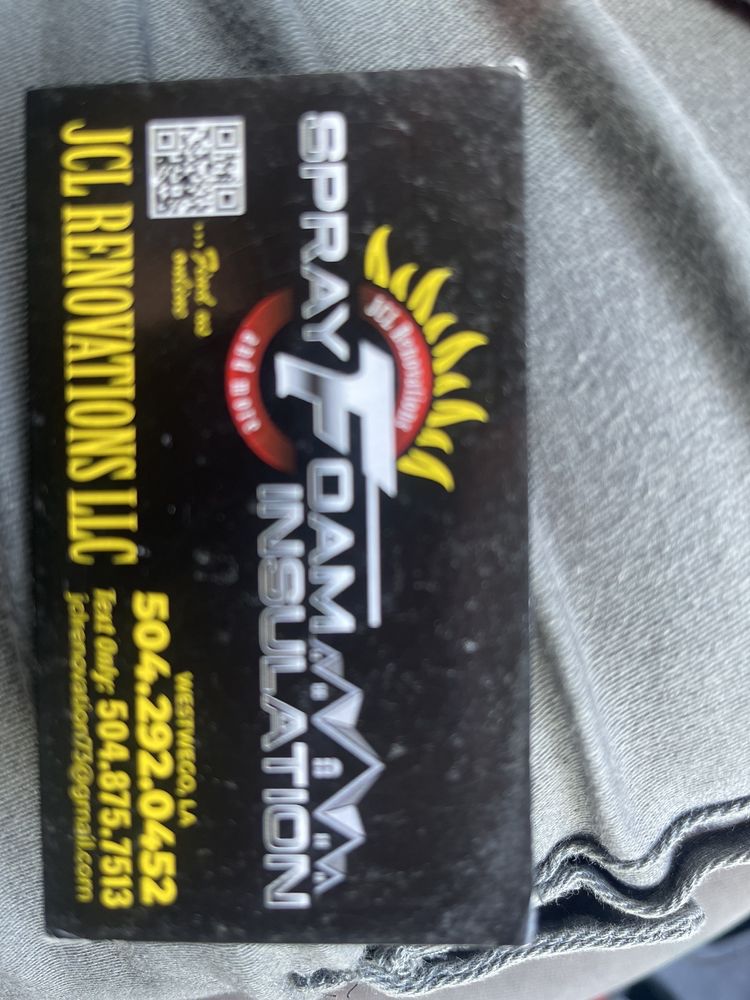 JCL Renovations
SPRAY FOAM
INSULATION
and more
... Find us
online
JCL RENOVATIONS LLC
WESTWEGO, LA
504.292.0452
Text Only: 504.875.7513